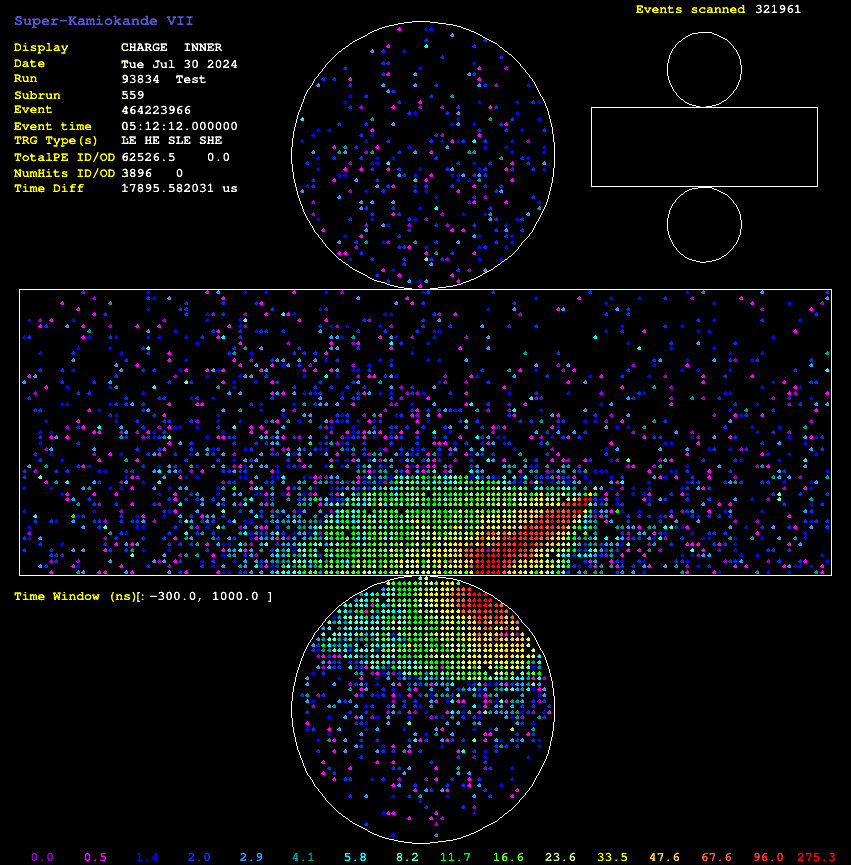 Events scanned 321961
Super-Kamiokande VII
Display CHARGE INNER
Date Tue Jul 30 2024
Run 93834 Test
Subrun 559
Event 464223966
Event time 05:12:12.000000
TRG Type(s) LE HE SLE SHE
TotalPE ID/OD 62526.5 0.0
NumHits ID/OD 3896 0
Time Diff 17895.582031 us
Time Window (ns)[: −300.0, 1000.0 ]
0.0 0.5 1.4 2.0 2.9 4.1 5.8 8.2 11.7 16.6 23.6 33.5 47.6 67.6 96.0 275.3